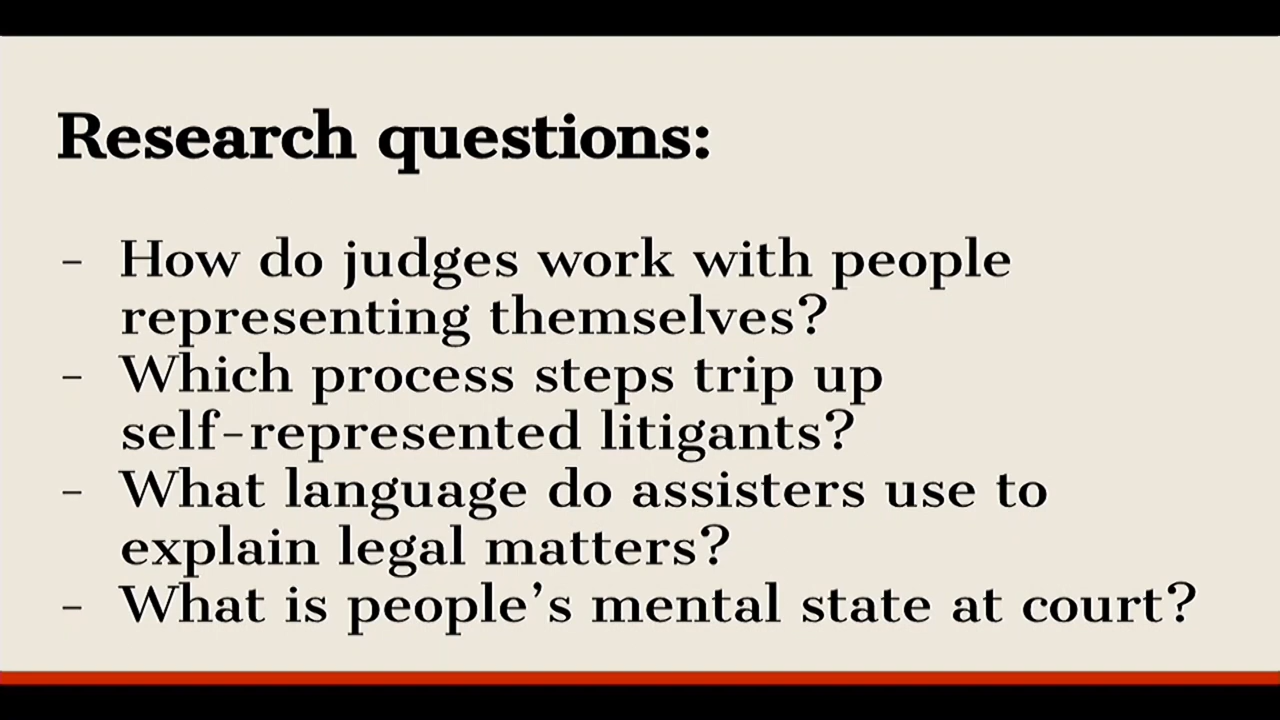 Research questions:
- How do judges work with people
representing themselves?
- Which process steps trip up
self-represented litigants?
- What language do assisters use to
explain legal matters?
- What is people’s mental state at court?